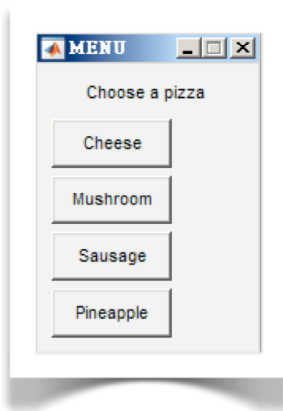 MENU
Choose a pizza
Cheese
Mushroom
Sausage
Pineapple